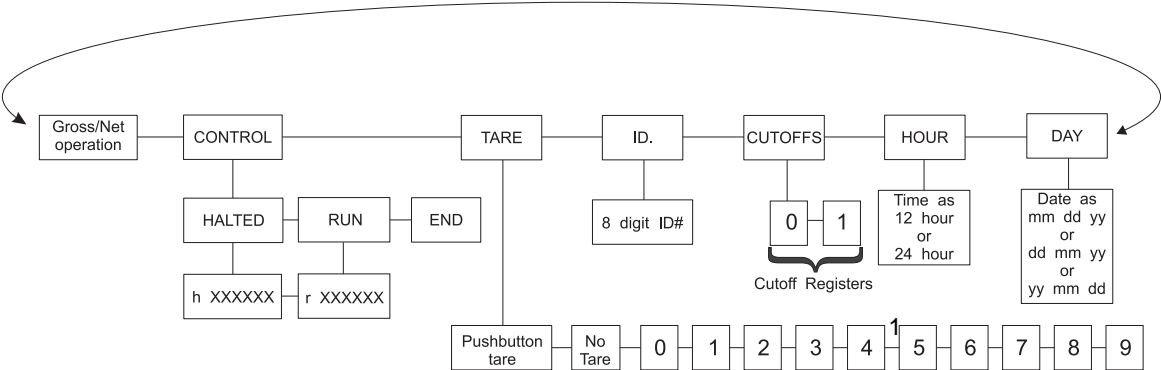 Gross/Net
operation
CONTROL
TARE
ID.
CUTOFFS
HOUR
DAY
HALTED
RUN
END
8 digit ID#
0
1
Time as
12 hour
or
24 hour
Date as
mm dd yy
or
dd mm yy
or
yy mm dd
h XXXXXX
r XXXXXX
Cutoff Registers
1
Pushbutton
tare
No
Tare
0
1
2
3
4
5
6
7
8
9